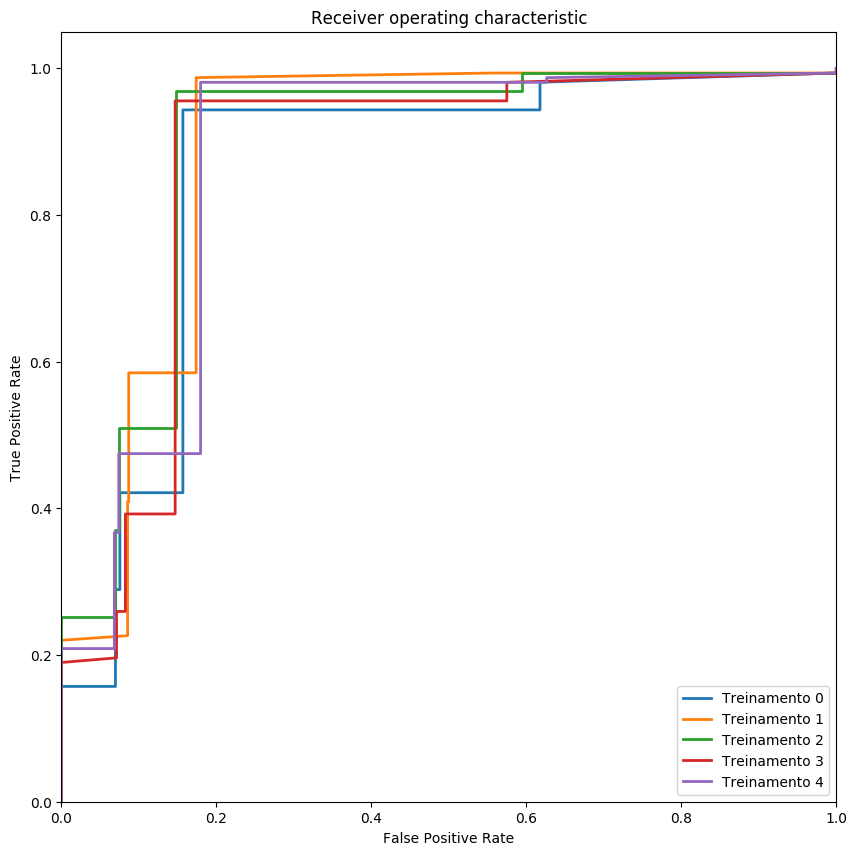 Receiver operating characteristic
True Positive Rate
1.0
0.8
0.6
0.4
0.2
0.0
0.0 0.2 0.4 0.6 0.8 1.0
False Positive Rate
Treinamento 0
Treinamento 1
Treinamento 2
Treinamento 3
Treinamento 4